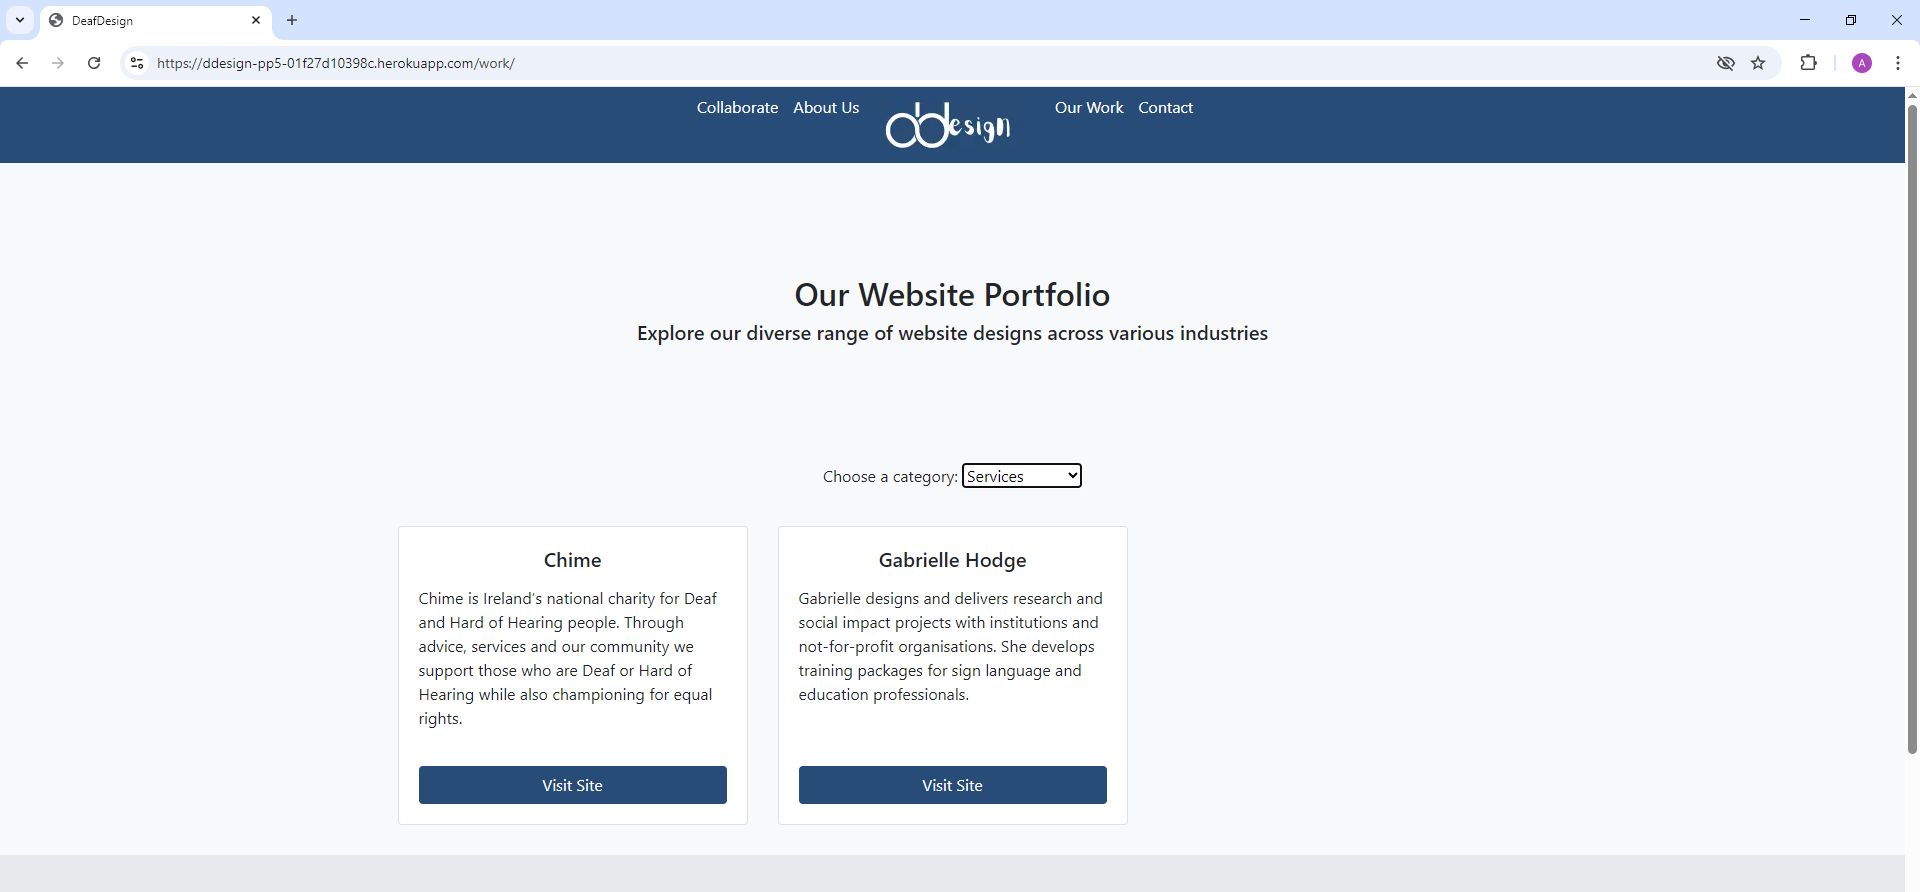 DeafDesign
https://ddesign-pp5-01f27d10398c.herokuapp.com/work/
A
Collaborate
About Us
dDesign
Our Work
Contact
Our Website Portfolio
Explore our diverse range of website designs across various industries
Choose a category: Services
Chime
Chime is Ireland's national charity for Deaf
and Hard of Hearing people. Through
advice, services and our community we
support those who are Deaf or Hard of
Hearing while also championing for equal
rights.
Visit Site
Gabrielle Hodge
Gabrielle designs and delivers research and
social impact projects with institutions and
not-for-profit organisations. She develops
training packages for sign language and
education professionals.
Visit Site